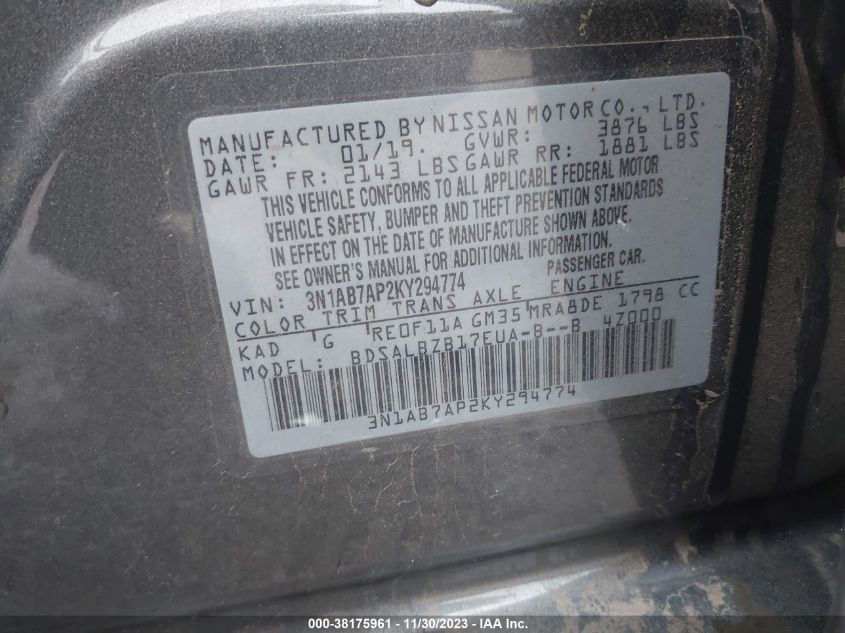 MANUFACTURED BY NISSAN MOTOR CO., LTD.
DATE: 01/19. GVWR: 3876 LBS
GAWR FR: 2143 LBS GAWR RR: 1881 LBS
THIS VEHICLE CONFORMS TO ALL APPLICABLE FEDERAL MOTOR
VEHICLE SAFETY, BUMPER AND THEFT PREVENTION STANDARDS
IN EFFECT ON THE DATE OF MANUFACTURE SHOWN ABOVE.
SEE OWNER'S MANUAL FOR ADDITIONAL INFORMATION.
VIN: 3N1AB7AP2KY294774 PASSENGER CAR.
COLOR TRIM TRANS AXLE ENGINE
KAD G RE0F11A GM35 MRA8DE 1798 CC
MODEL: BDSALBZB17EUA-B--B 4Z000
3N1AB7AP2KY294774
000-38175961 - 11/30/2023 - IAA Inc.